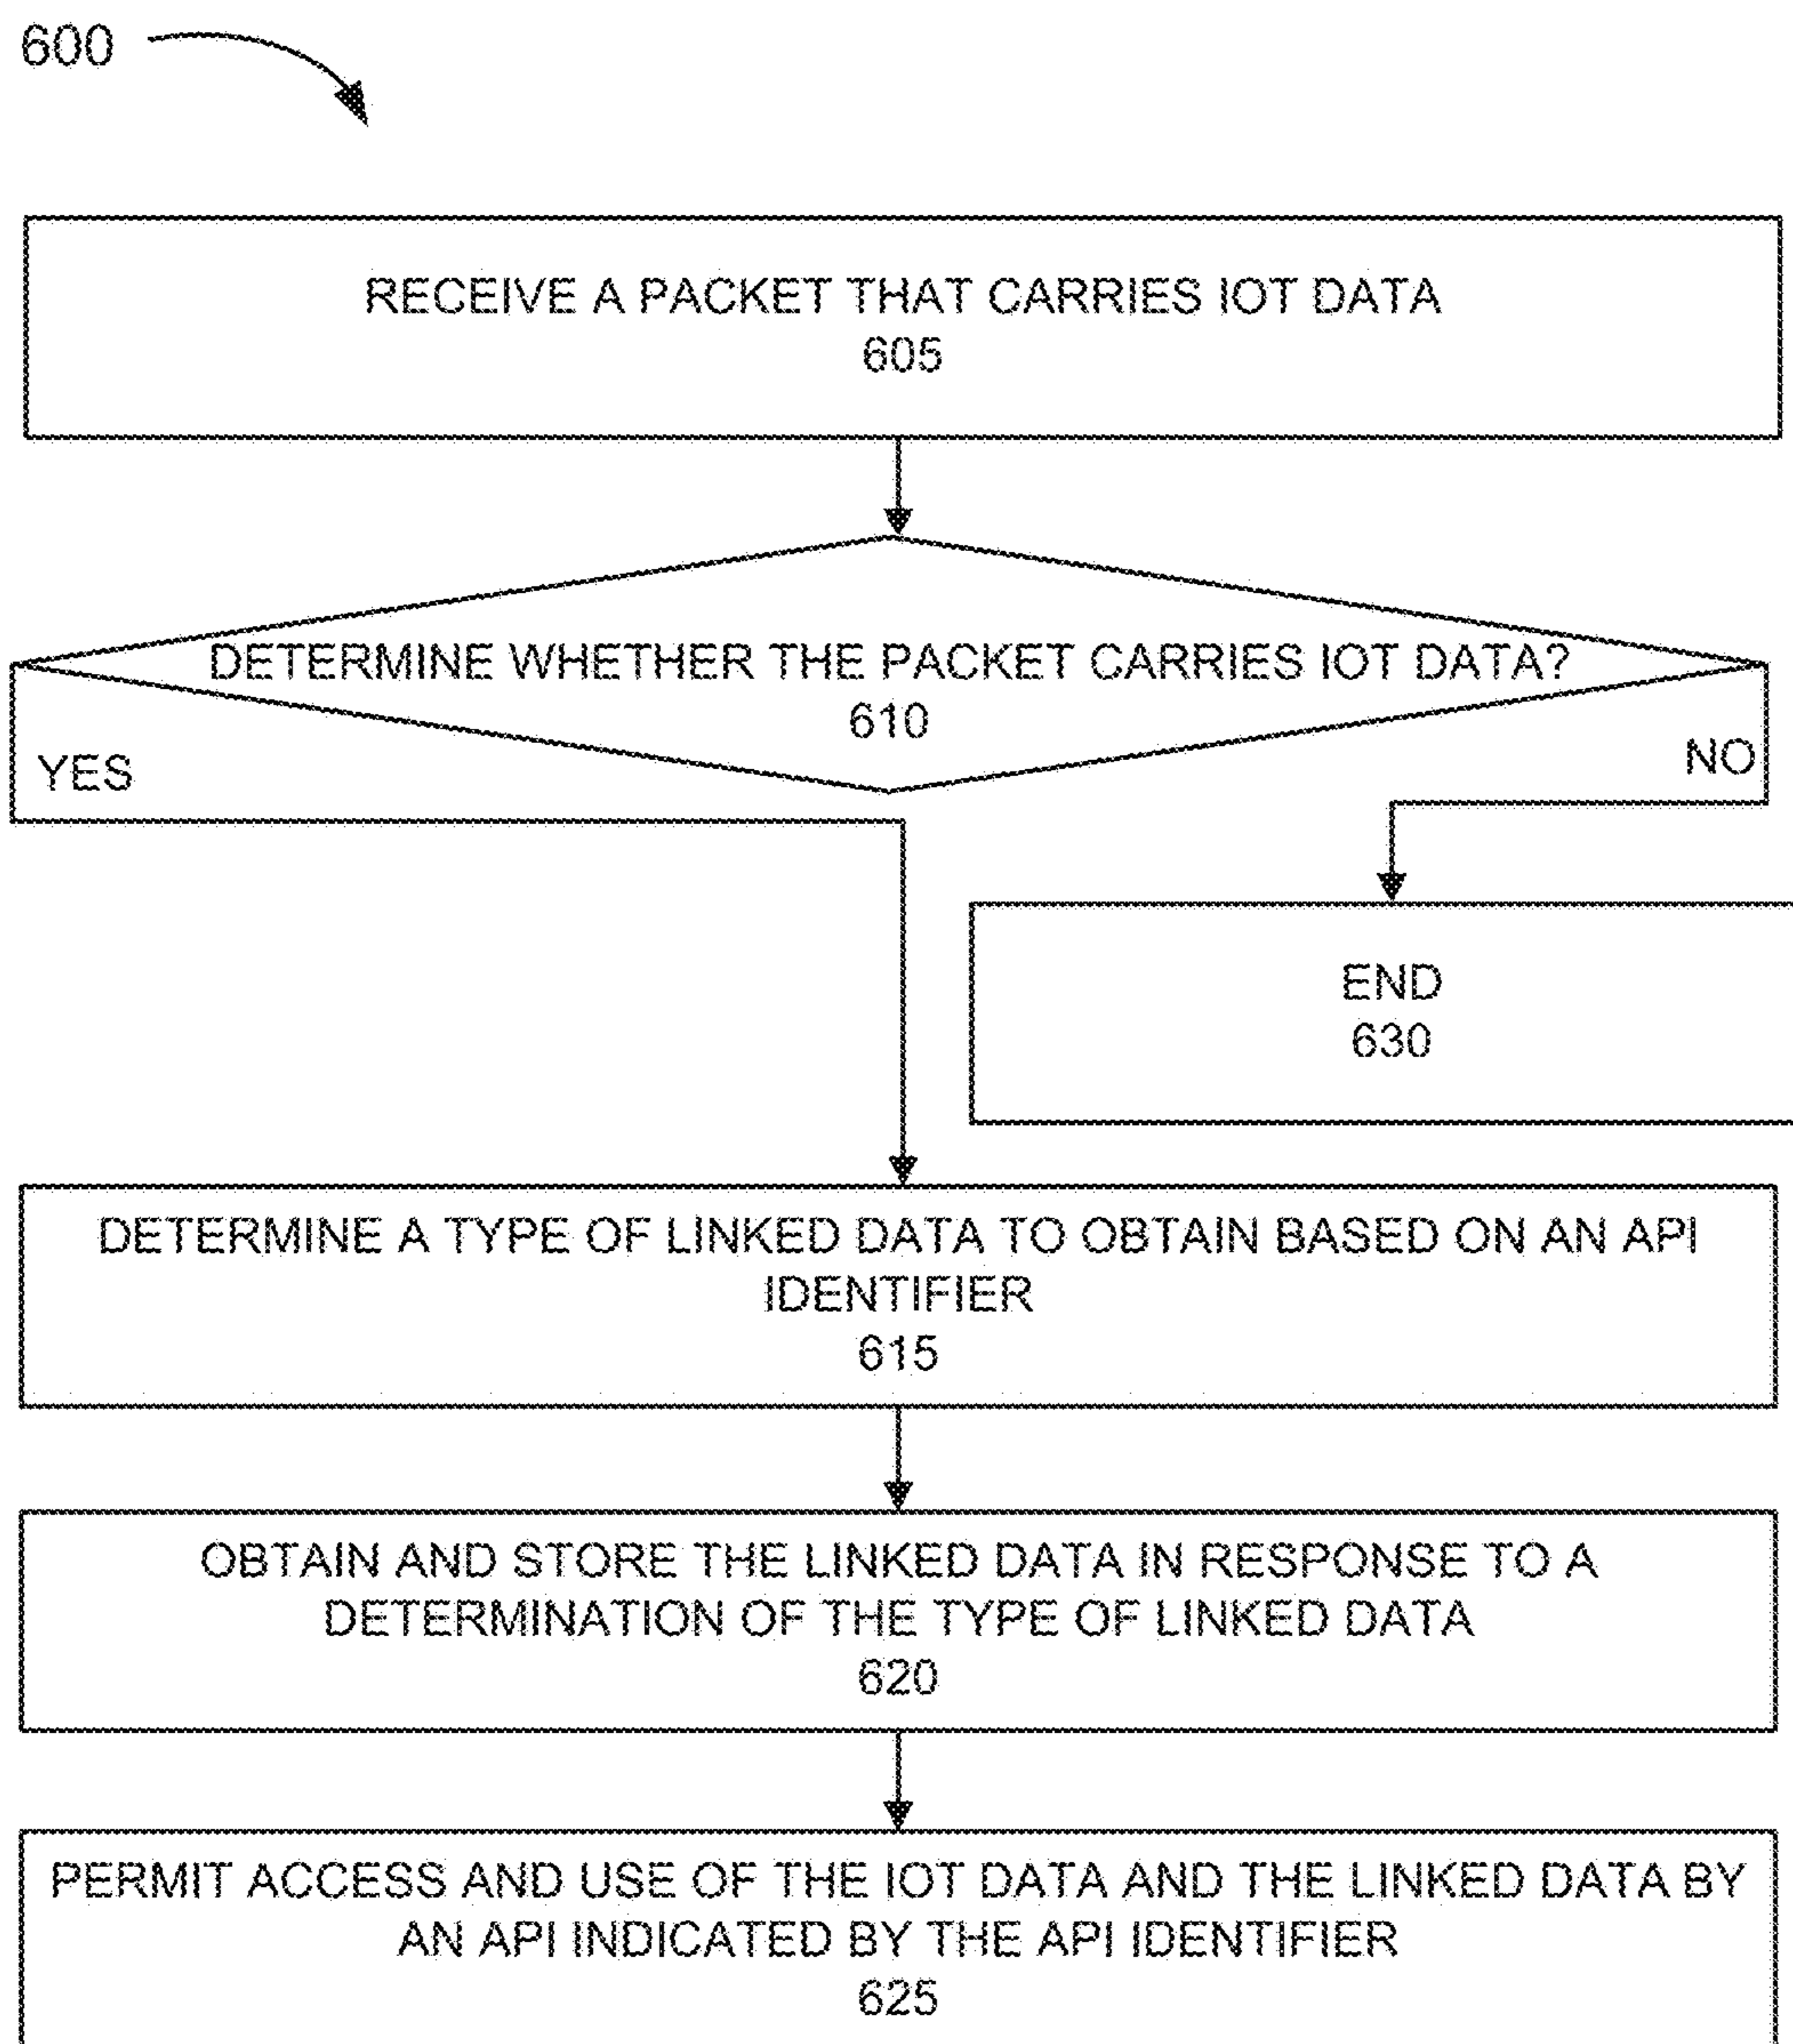 600
RECEIVE A PACKET THAT CARRIES IOT DATA
605
DETERMINE WHETHER THE PACKET CARRIES IOT DATA?
610
YES
NO
END
630
DETERMINE A TYPE OF LINKED DATA TO OBTAIN BASED ON AN API
IDENTIFIER
615
OBTAIN AND STORE THE LINKED DATA IN RESPONSE TO A
DETERMINATION OF THE TYPE OF LINKED DATA
620
PERMIT ACCESS AND USE OF THE IOT DATA AND THE LINKED DATA BY
AN API INDICATED BY THE API IDENTIFIER
625